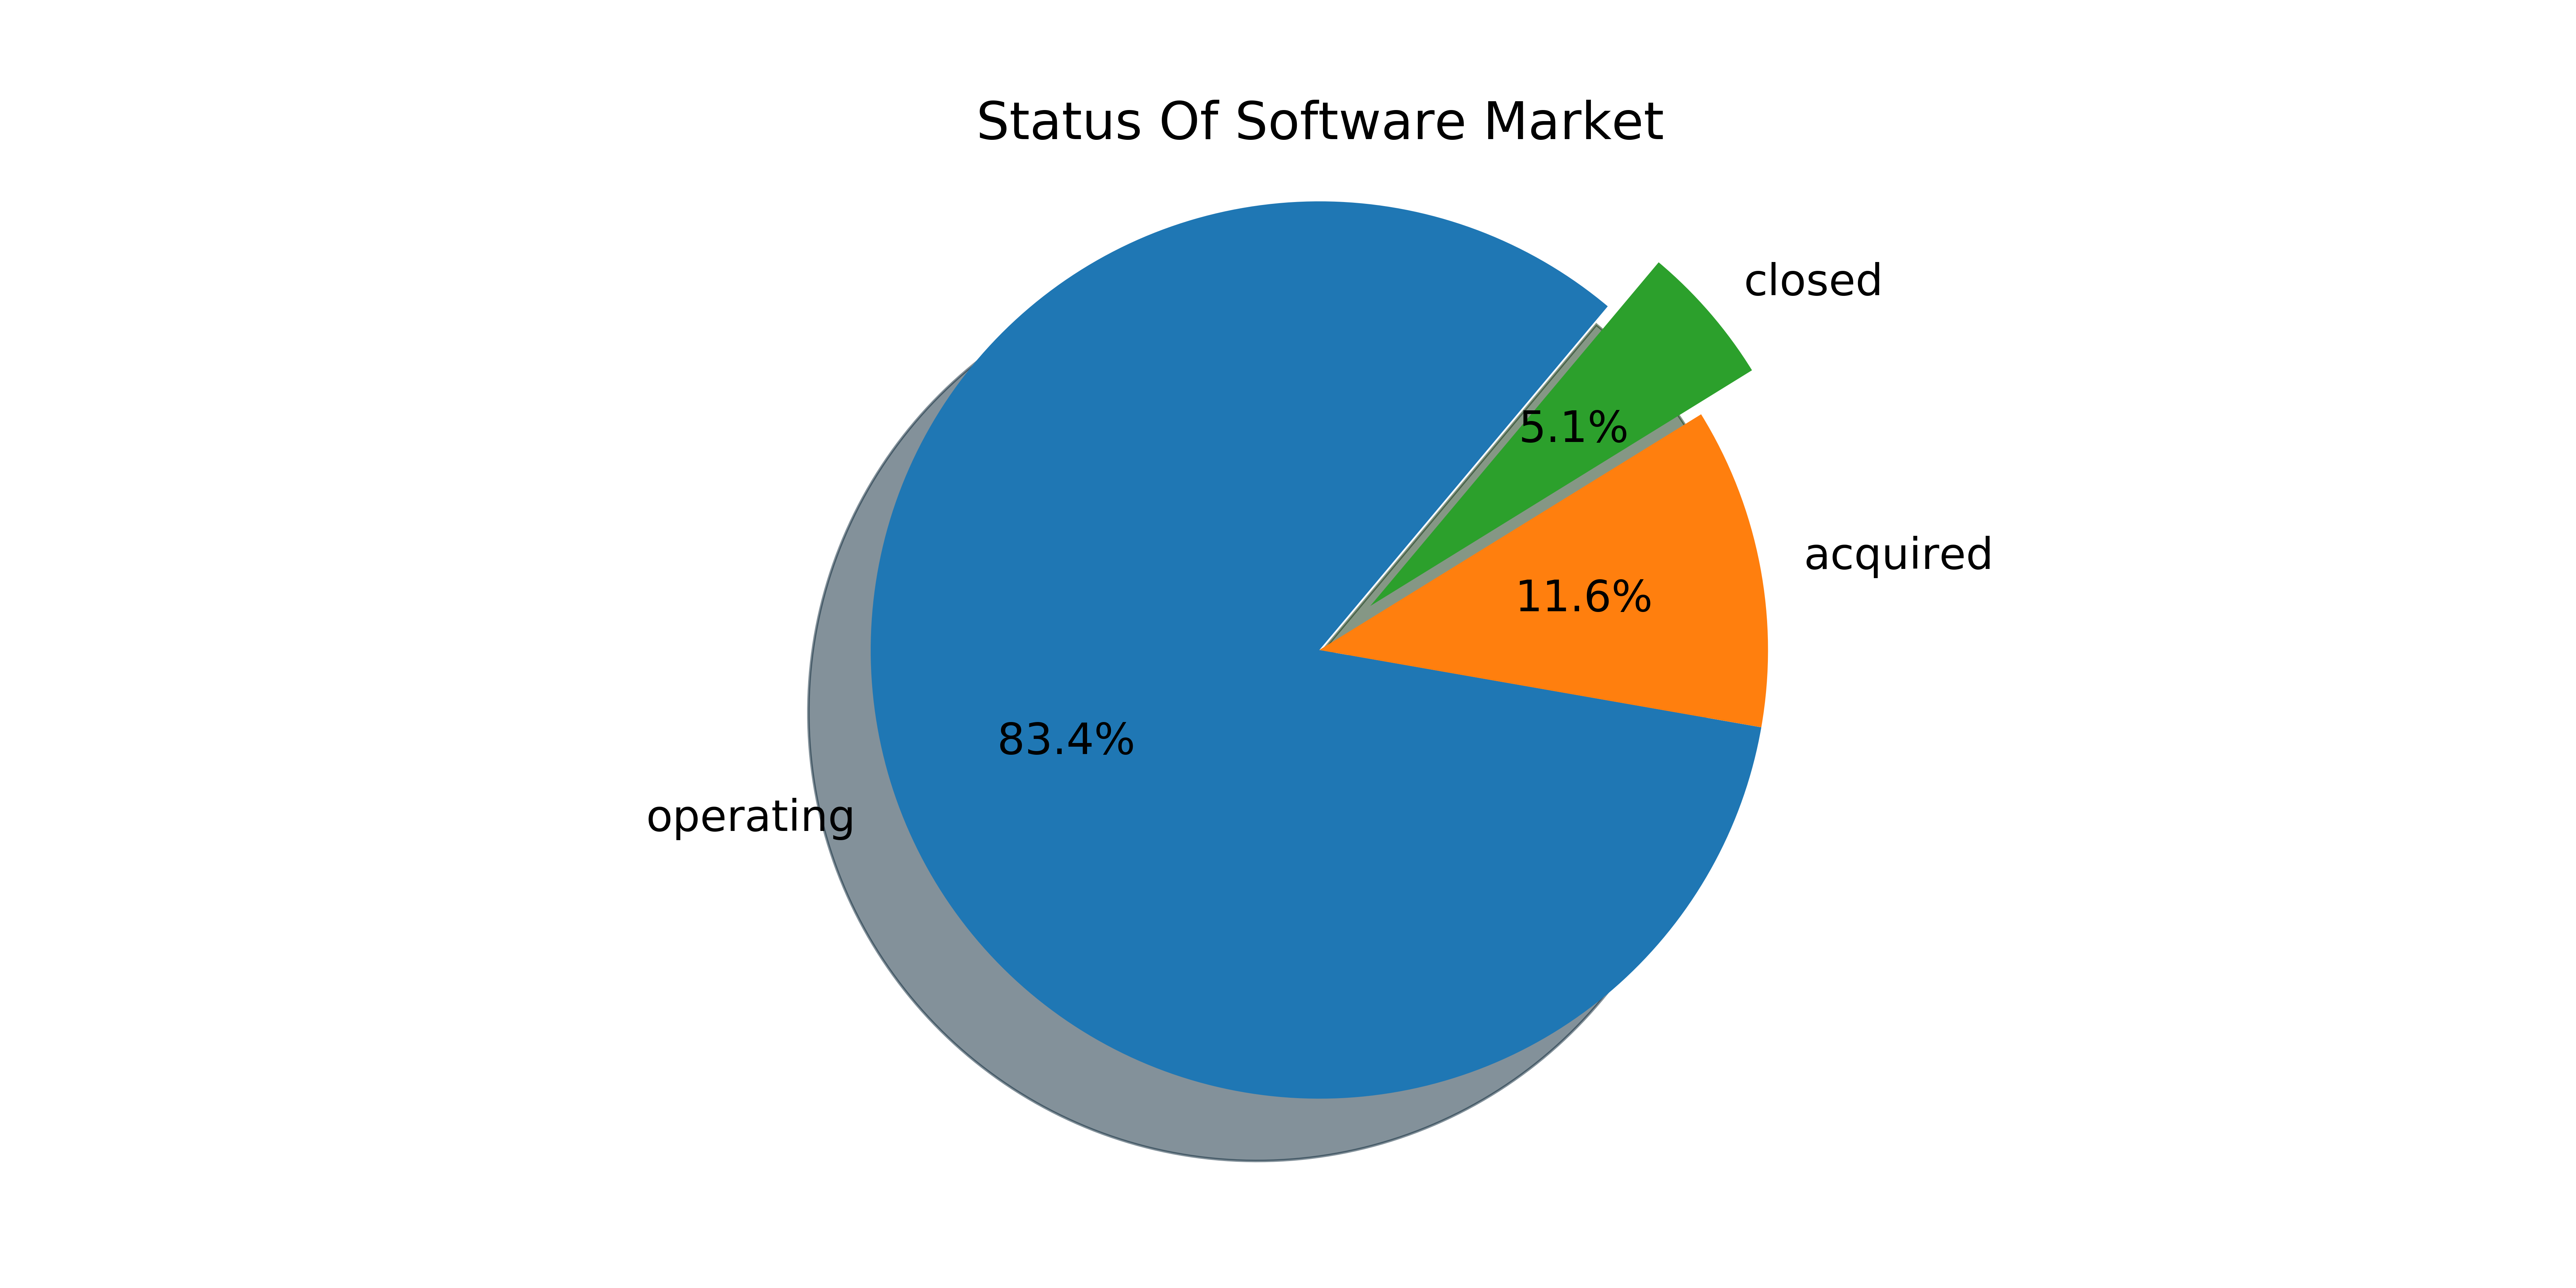 Status Of Software Market
closed
5.1%
acquired
11.6%
83.4%
operating